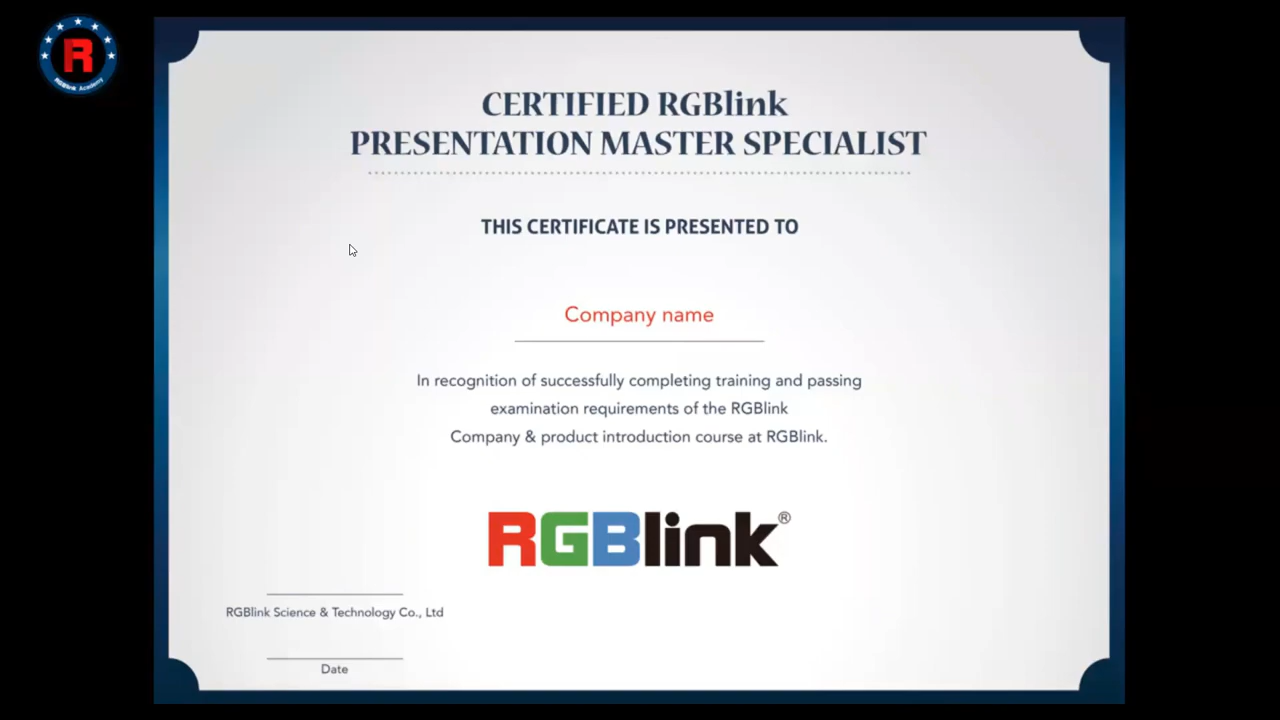 R
RGBlink Academy
CERTIFIED RGBlink
PRESENTATION MASTER SPECIALIST
THIS CERTIFICATE IS PRESENTED TO
Company name
In recognition of successfully completing training and passing
examination requirements of the RGBlink
Company & product introduction course at RGBlink.
RGBlink®
RGBlink Science & Technology Co., Ltd
Date